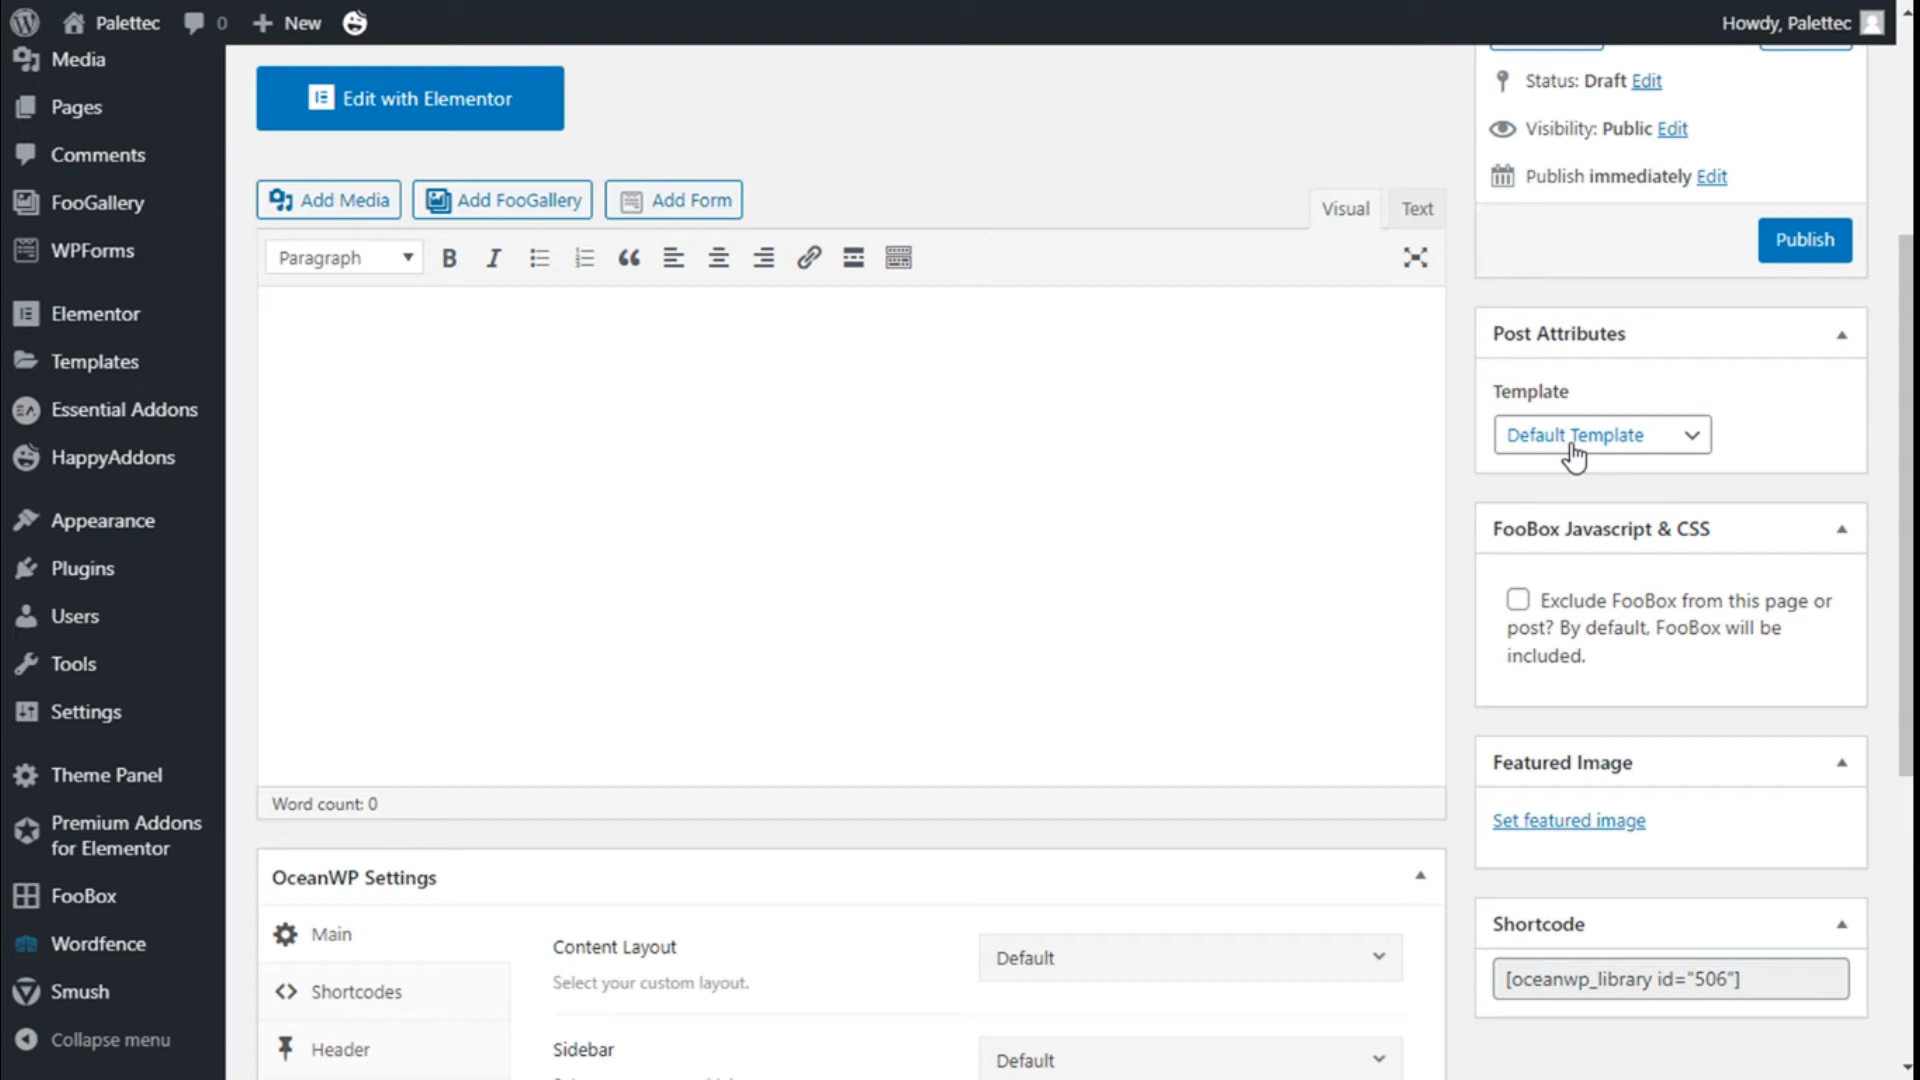 Palettec
0
New
Howdy, Palettec
Media
Pages
Comments
FooGallery
WPForms
Elementor
Templates
Essential Addons
HappyAddons
Appearance
Plugins
Users
Tools
Settings
Theme Panel
Premium Addons
for Elementor
FooBox
Wordfence
Smush
Collapse menu
Edit with Elementor
Add Media
Add FooGallery
Add Form
Visual
Text
Paragraph
Word count: 0
OceanWP Settings
Main
Shortcodes
Header
Content Layout
Select your custom layout.
Default
Sidebar
Default
Status: Draft Edit
Visibility: Public Edit
Publish immediately Edit
Publish
Post Attributes
Template
Default Template
FooBox Javascript & CSS
Exclude FooBox from this page or
post? By default, FooBox will be
included.
Featured Image
Set featured image
Shortcode
[oceanwp_library id="506"]